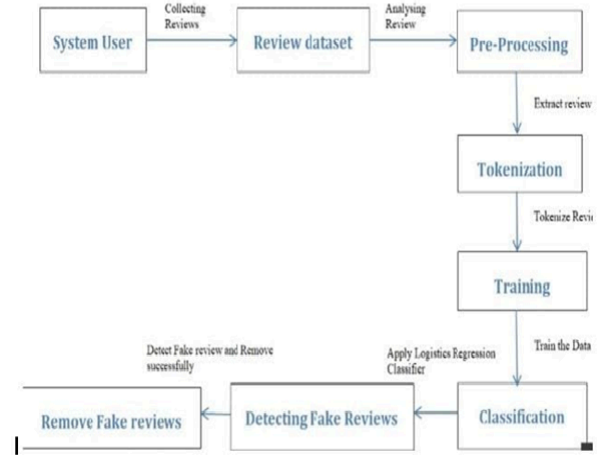 Collecting
Reviews
Analysing
Review
System User
Review dataset
Pre-Processing
Extract review
Tokenization
Tokenize
Training
Train the Data
Apply Logistics Regression
Classifier
Detect Fake review and Remove
successfully
Classification
Detecting Fake Reviews
Remove Fake reviews